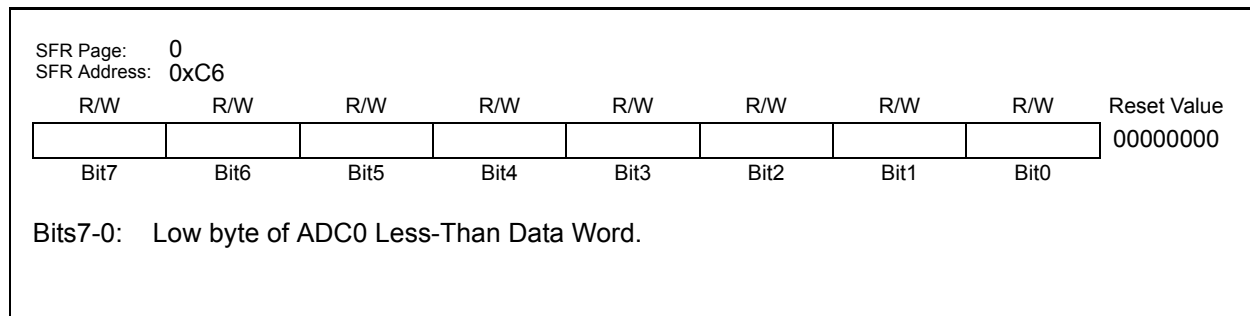 SFR Page: 0
SFR Address: 0xC6
R/W R/W R/W R/W R/W R/W R/W R/W Reset Value
00000000
Bit7 Bit6 Bit5 Bit4 Bit3 Bit2 Bit1 Bit0
Bits7-0: Low byte of ADC0 Less-Than Data Word.